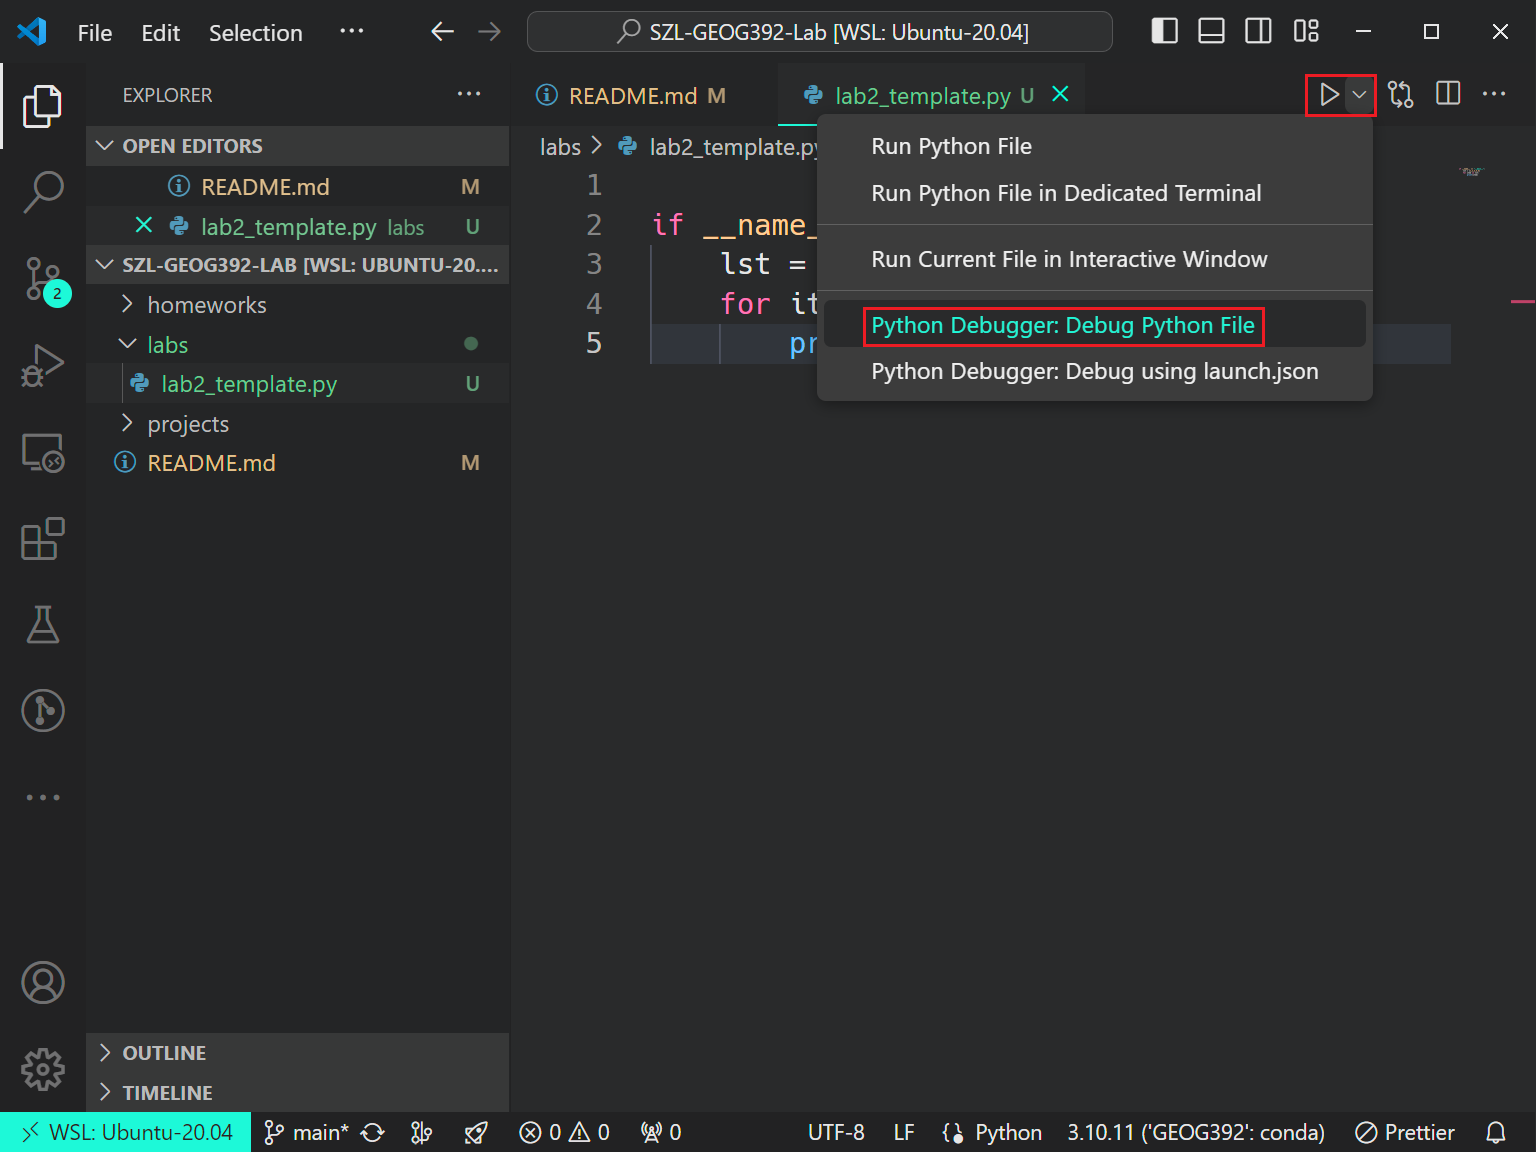 File Edit Selection ··· SZL-GEOG392-Lab [WSL: Ubuntu-20.04]
EXPLORER ···
OPEN EDITORS
README.md M
lab2_template.py labs U
SZL-GEOG392-LAB [WSL: UBUNTU-20....
homeworks
labs
lab2_template.py U
projects
README.md M
OUTLINE
TIMELINE
2
README.md M lab2_template.py U
labs > lab2_template.py
1
2 if __name_
3 lst =
4 for it
5 pr
Run Python File
Run Python File in Dedicated Terminal
Run Current File in Interactive Window
Python Debugger: Debug Python File
Python Debugger: Debug using launch.json
WSL: Ubuntu-20.04 main* 0 0 0 UTF-8 LF Python 3.10.11 ('GEOG392': conda) Prettier